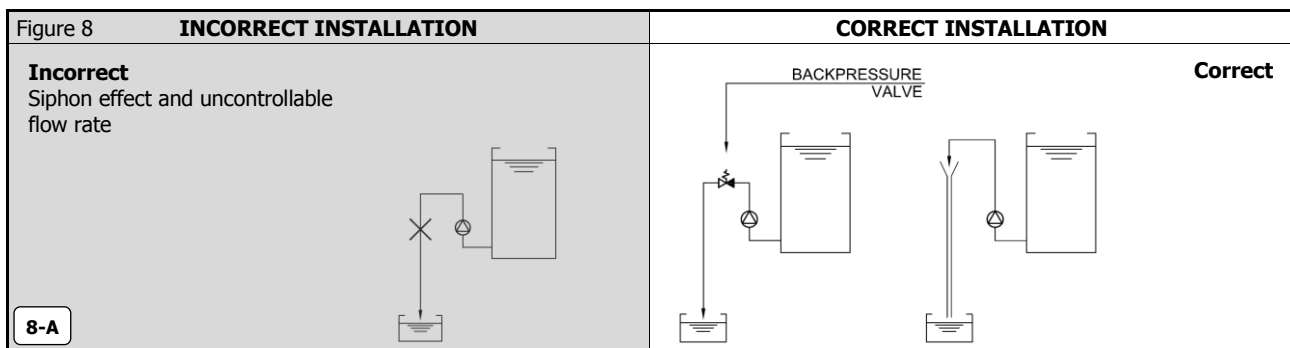 Figure 8 INCORRECT INSTALLATION
CORRECT INSTALLATION
Incorrect
Siphon effect and uncontrollable
flow rate
8-A
BACKPRESSURE
VALVE
Correct